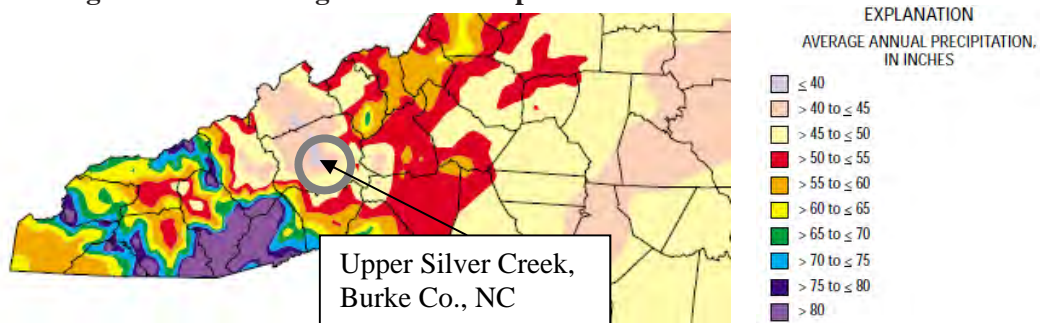 EXPLANATION
AVERAGE ANNUAL PRECIPITATION,
IN INCHES
≤ 40
> 40 to ≤ 45
> 45 to ≤ 50
> 50 to ≤ 55
> 55 to ≤ 60
> 60 to ≤ 65
> 65 to ≤ 70
> 70 to ≤ 75
> 75 to ≤ 80
> 80
Upper Silver Creek,
Burke Co., NC